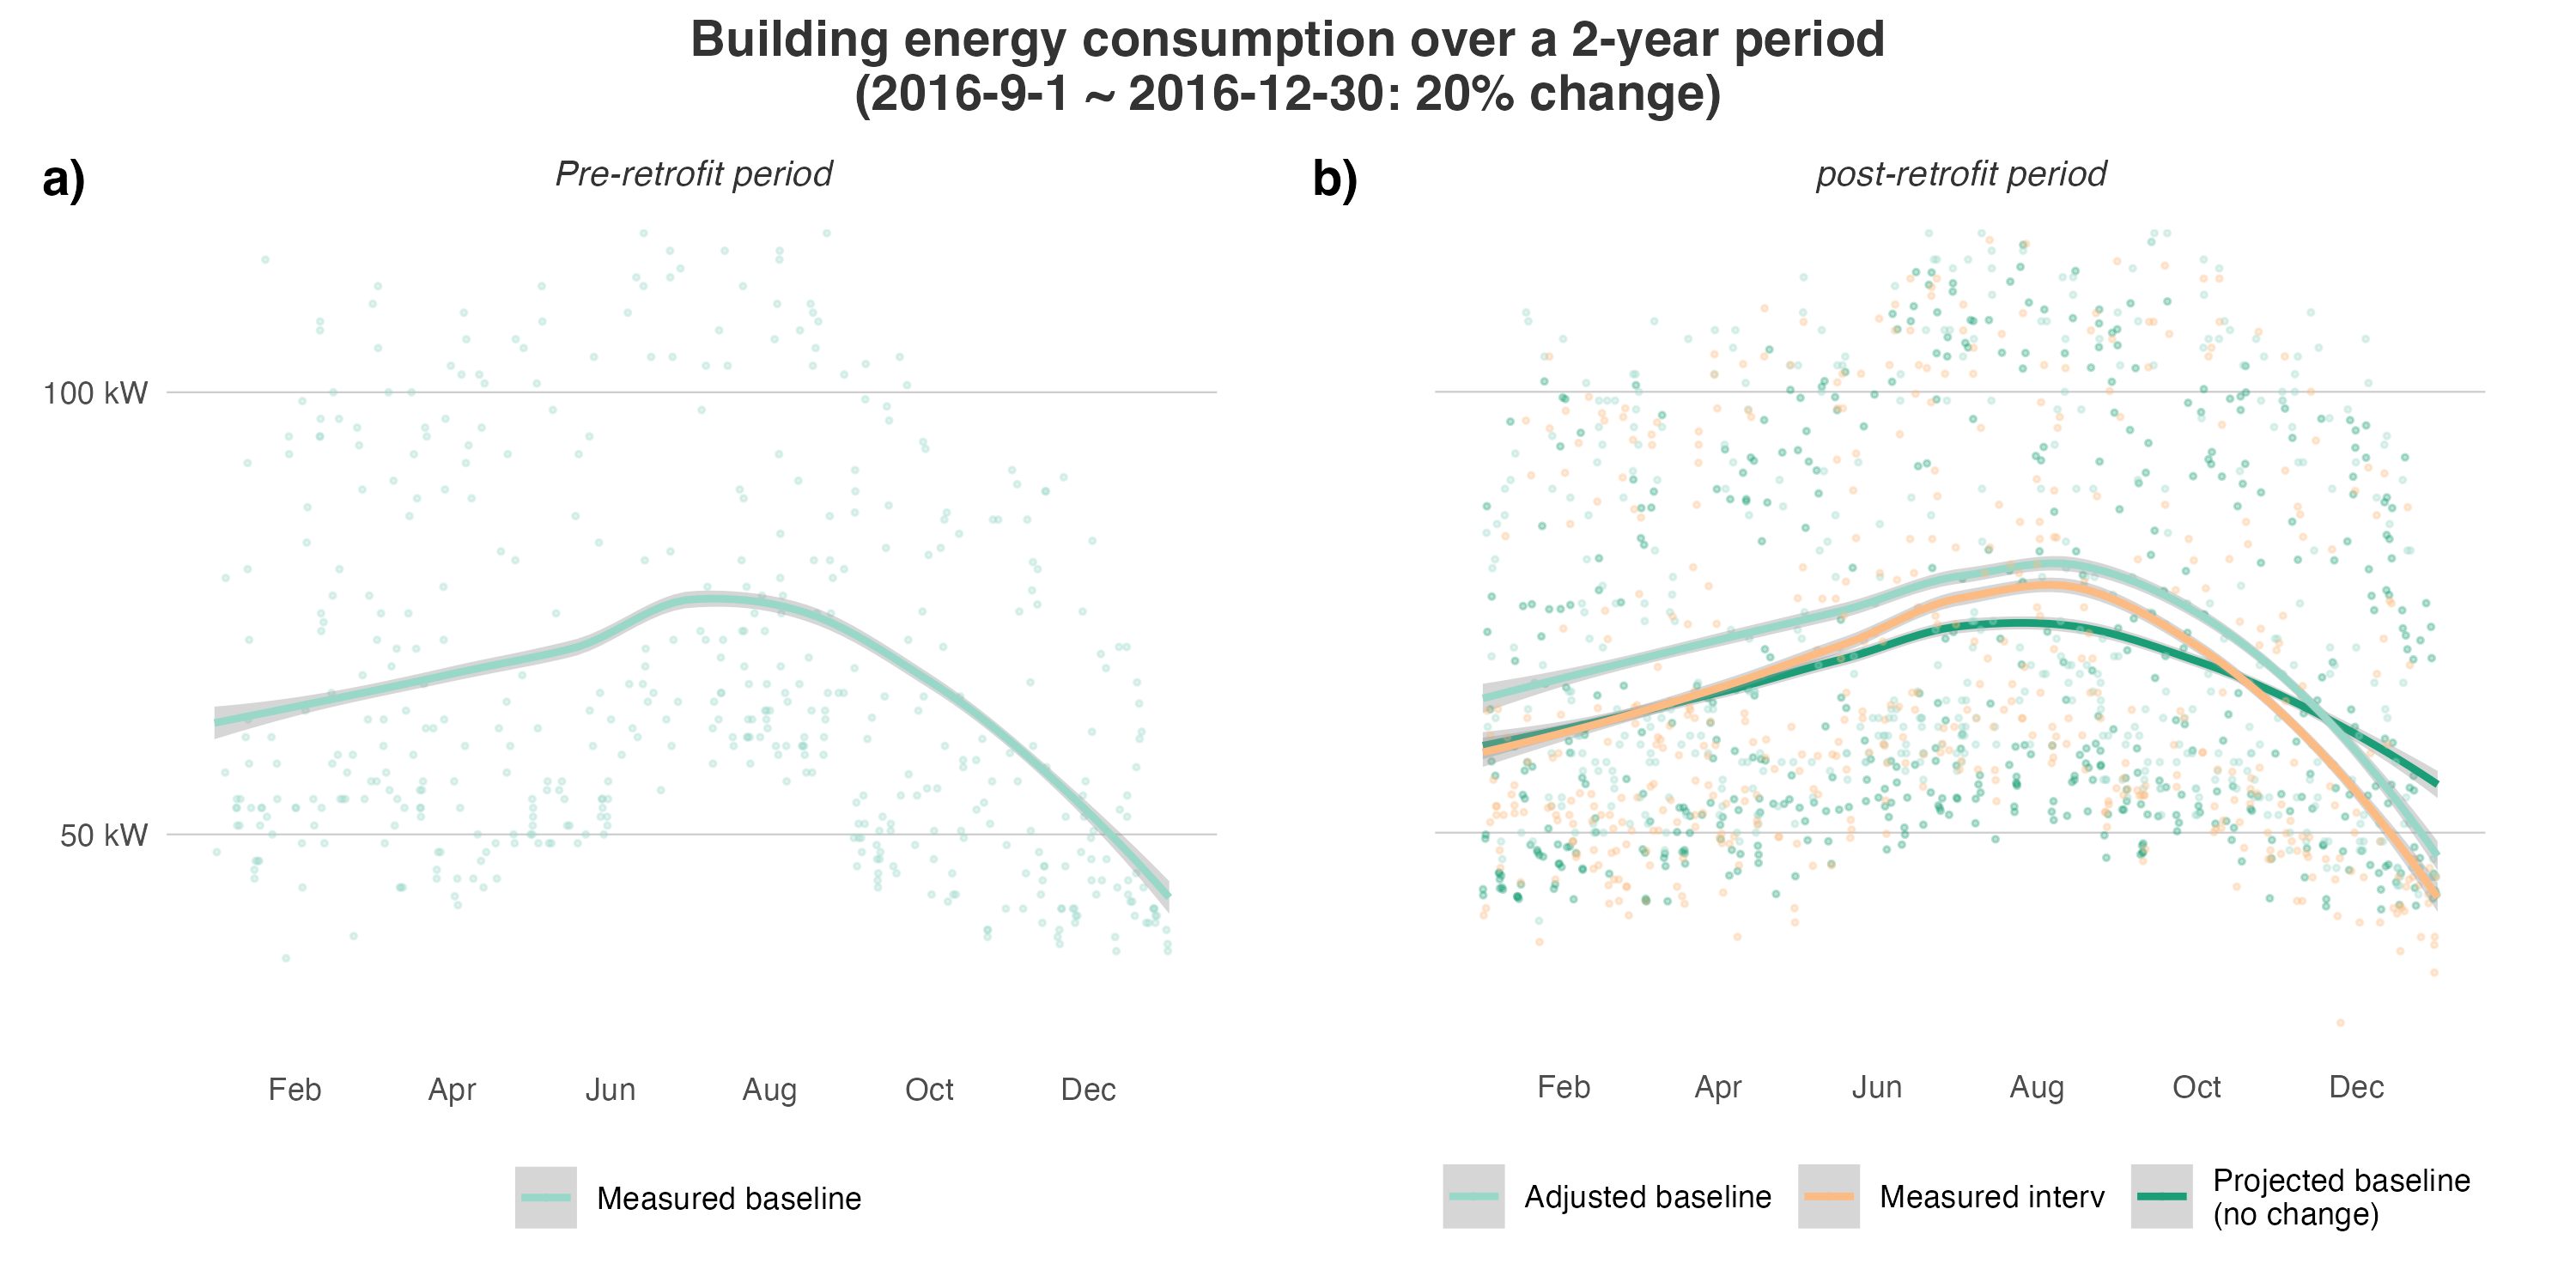 Building energy consumption over a 2-year period
(2016-9-1 ~ 2016-12-30: 20% change)
a)
Pre-retrofit period
100 kW
50 kW
Feb Apr Jun Aug Oct Dec
Measured baseline
b)
post-retrofit period
Feb Apr Jun Aug Oct Dec
Adjusted baseline
Measured interv
Projected baseline
(no change)